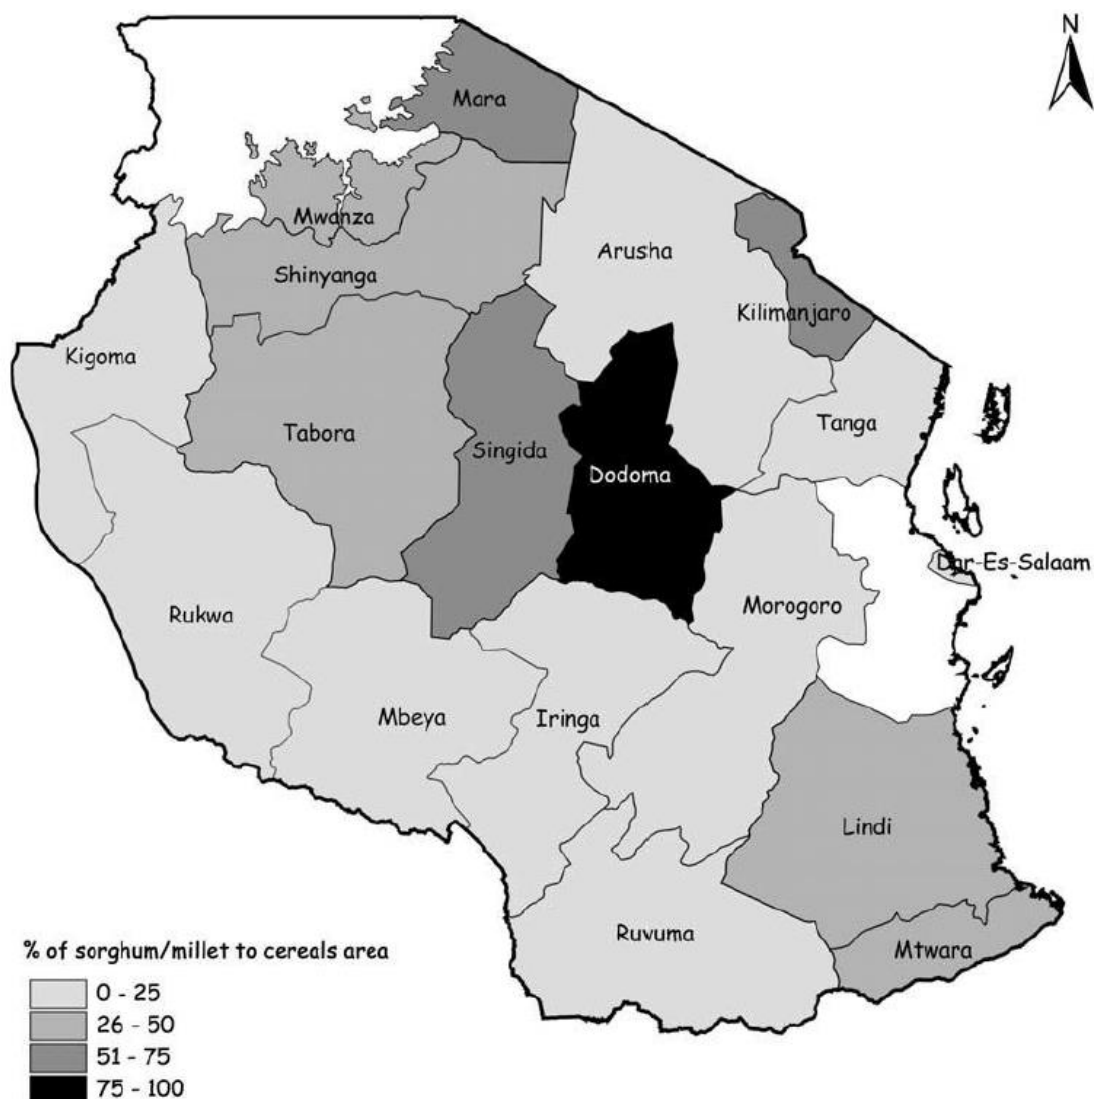 N
Mara
Mwanza
Arusha
Shinyanga
Kilimanjaro
Kigoma
Tabora
Tanga
Singida
Dodoma
Dar-Es-Salaam
Rukwa
Morogoro
Mbeya
Iringa
Lindi
Ruvuma
Mtwara
% of sorghum/millet to cereals area
0 - 25
26 - 50
51 - 75
75 - 100